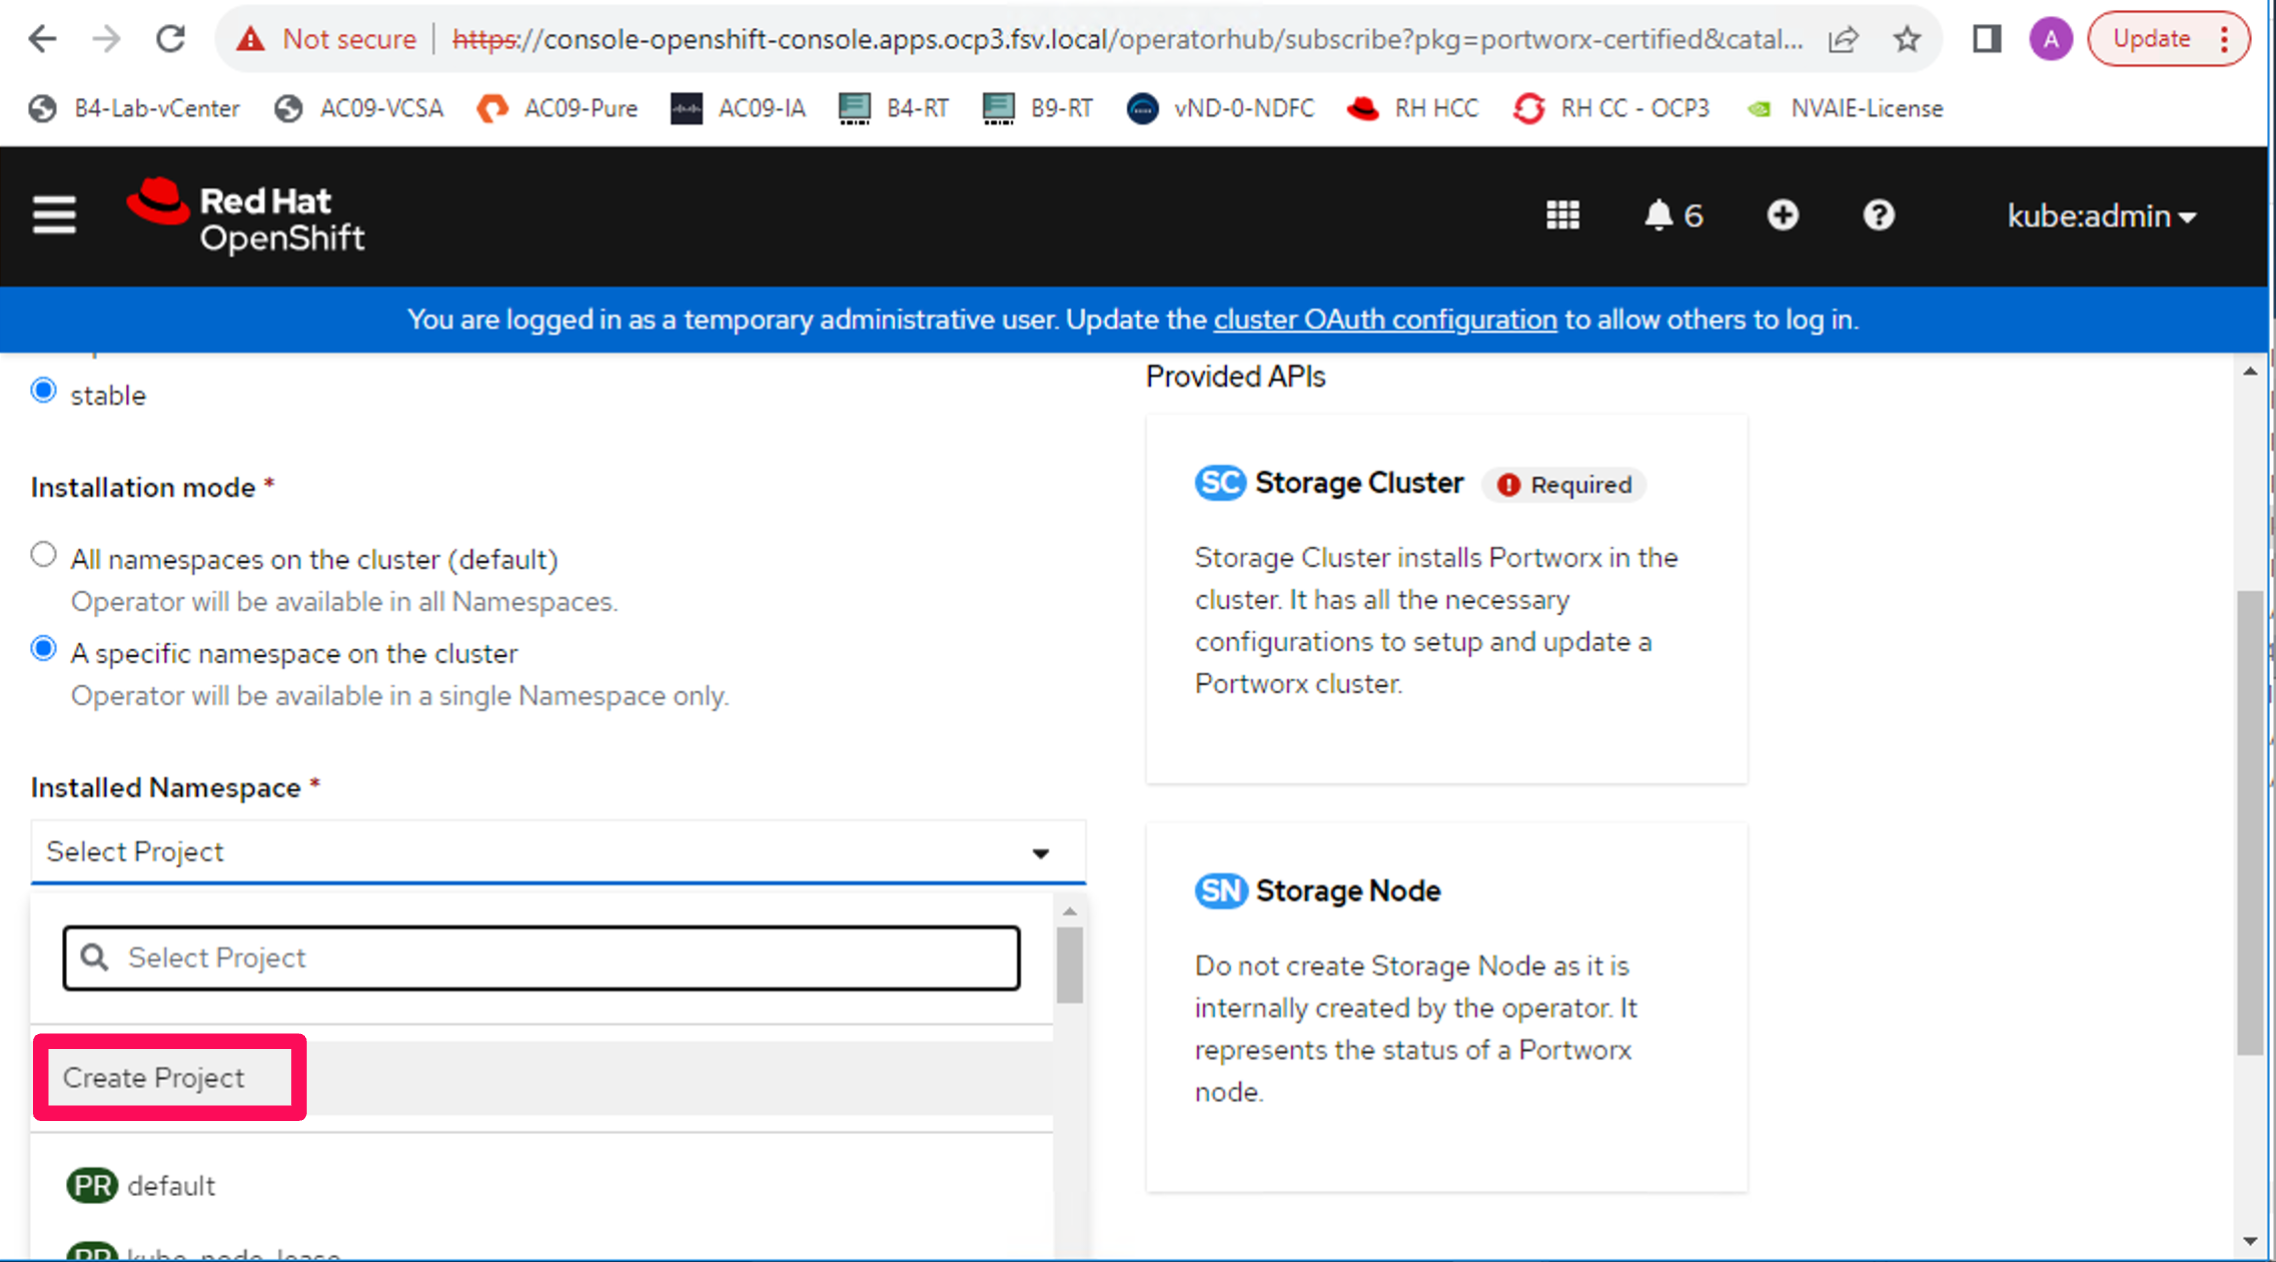 Not secure | https://console-openshift-console.apps.ocp3.fsv.local/operatorhub/subscribe?pkg=portworx-certified&catal...
A
Update
B4-Lab-vCenter
AC09-VCSA
AC09-Pure
AC09-IA
B4-RT
B9-RT
vND-0-NDFC
RH HCC
RH CC - OCP3
NVAIE-License
Red Hat
OpenShift
6
kube:admin
You are logged in as a temporary administrative user. Update the cluster OAuth configuration to allow others to log in.
stable
Installation mode *
All namespaces on the cluster (default)
Operator will be available in all Namespaces.
A specific namespace on the cluster
Operator will be available in a single Namespace only.
Installed Namespace *
Select Project
Select Project
Create Project
PR default
PR kube-node-lease
Provided APIs
SC Storage Cluster ! Required
Storage Cluster installs Portworx in the
cluster. It has all the necessary
configurations to setup and update a
Portworx cluster.
SN Storage Node
Do not create Storage Node as it is
internally created by the operator. It
represents the status of a Portworx
node.